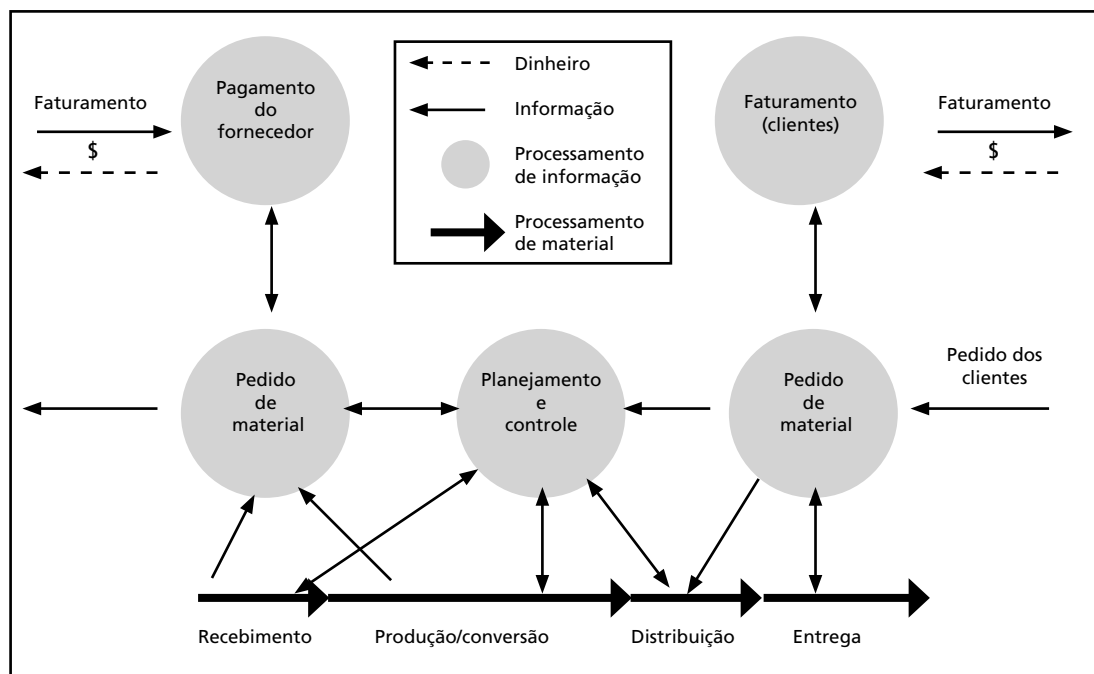 Faturamento
$
Pagamento
do
fornecedor
Dinheiro
Informação
Processamento
de informação
Processamento
de material
Faturamento
(clientes)
Faturamento
$
Pedido
de
material
Planejamento
e
controle
Pedido
de
material
Pedido dos
clientes
Recebimento
Produção/conversão
Distribuição
Entrega